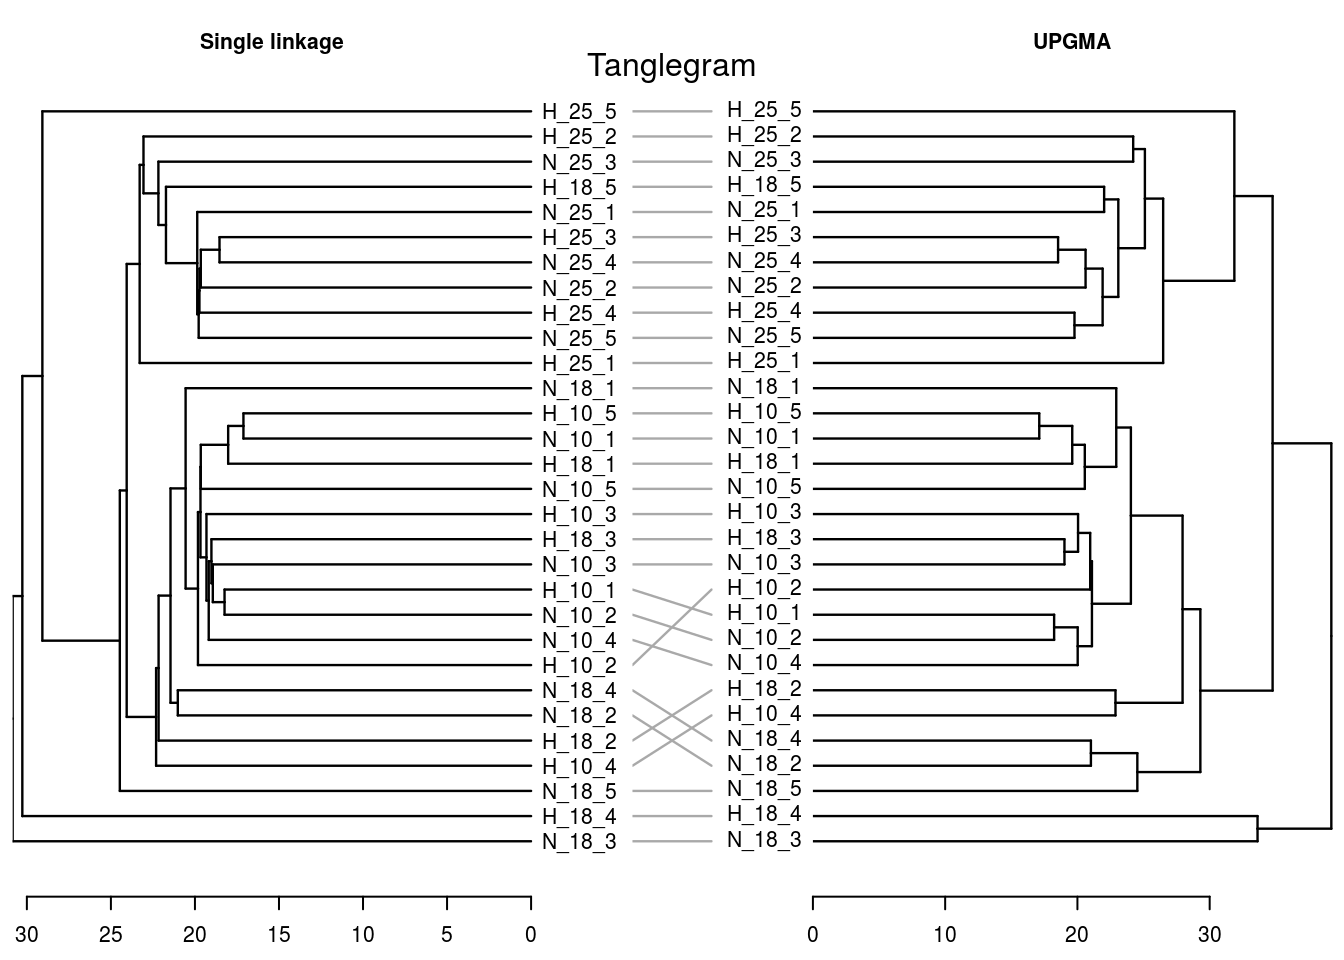 Single linkage
UPGMA
Tanglegram
H_25_5 H_25_5
H_25_2 H_25_2
N_25_3 N_25_3
H_18_5 H_18_5
N_25_1 N_25_1
H_25_3 H_25_3
N_25_4 N_25_4
N_25_2 N_25_2
H_25_4 H_25_4
N_25_5 N_25_5
H_25_1 H_25_1
N_18_1 N_18_1
H_10_5 H_10_5
N_10_1 N_10_1
H_18_1 H_18_1
N_10_5 N_10_5
H_10_3 H_10_3
H_18_3 H_18_3
N_10_3 N_10_3
H_10_1 H_10_2
N_10_2 H_10_1
N_10_4 N_10_2
H_10_2 N_10_4
N_18_4 H_18_2
N_18_2 H_10_4
H_18_2 N_18_4
H_10_4 N_18_2
N_18_5 N_18_5
H_18_4 H_18_4
N_18_3 N_18_3
30 25 20 15 10 5 0
0 10 20 30